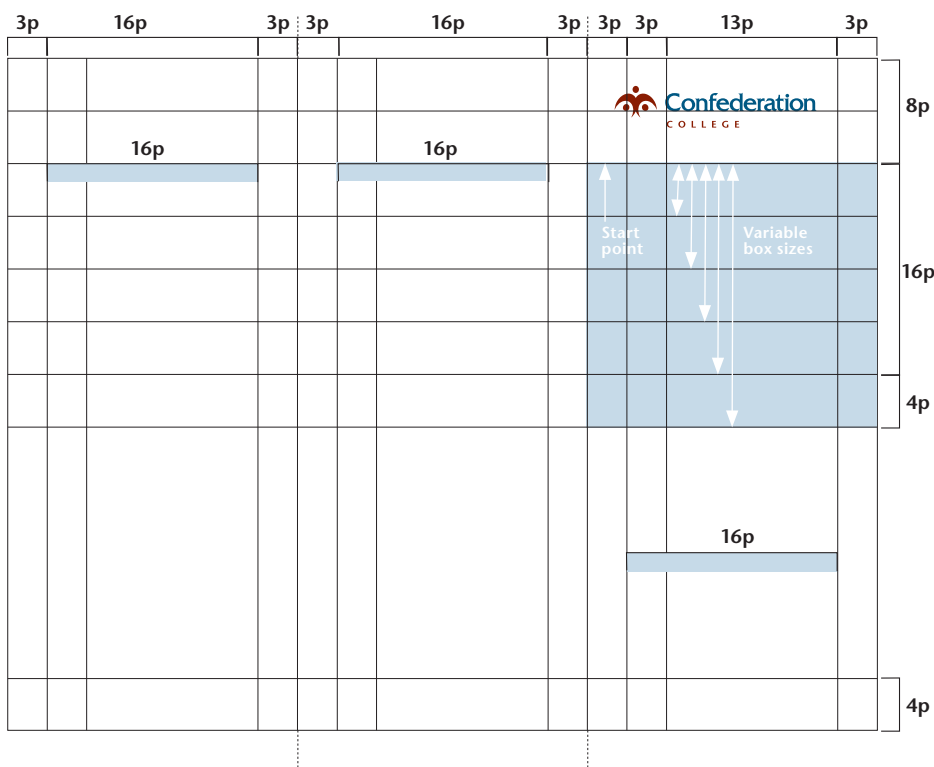 3p 16p 3p 3p 16p 3p 3p 3p 13p 3p
Confederation
COLLEGE
8p
16p 16p
Start
point
Variable
box sizes
16p
4p
16p
4p